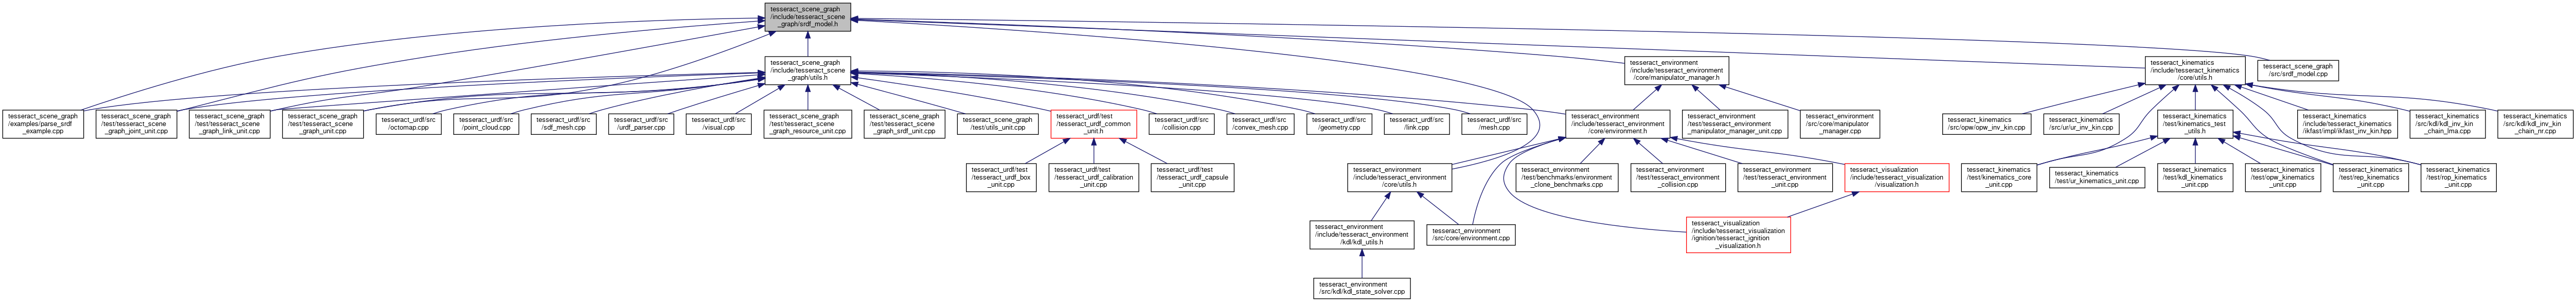 tesseract_scene_graph
/include/tesseract_scene
_graph/srdf_model.h
tesseract_scene_graph
/include/tesseract_scene
_graph/utils.h
tesseract_environment
/include/tesseract_environment
/core/manipulator_manager.h
tesseract_kinematics
/include/tesseract_kinematics
/core/utils.h
tesseract_scene_graph
/src/srdf_model.cpp
tesseract_scene_graph
/examples/parse_srdf
_example.cpp
tesseract_scene_graph
/test/tesseract_scene
_graph_joint_unit.cpp
tesseract_scene_graph
/test/tesseract_scene
_graph_link_unit.cpp
tesseract_scene_graph
/test/tesseract_scene
_graph_unit.cpp
tesseract_urdf/src
/octomap.cpp
tesseract_urdf/src
/point_cloud.cpp
tesseract_urdf/src
/sdf_mesh.cpp
tesseract_urdf/src
/urdf_parser.cpp
tesseract_urdf/src
/visual.cpp
tesseract_scene_graph
/test/tesseract_scene
_graph_resource_unit.cpp
tesseract_scene_graph
/test/tesseract_scene
_graph_srdf_unit.cpp
tesseract_scene_graph
/test/utils_unit.cpp
tesseract_urdf/test
/tesseract_urdf_common
_unit.h
tesseract_urdf/src
/collision.cpp
tesseract_urdf/src
/convex_mesh.cpp
tesseract_urdf/src
/geometry.cpp
tesseract_urdf/src
/link.cpp
tesseract_urdf/src
/mesh.cpp
tesseract_environment
/include/tesseract_environment
/core/environment.h
tesseract_environment
/test/tesseract_environment
_manipulator_manager_unit.cpp
tesseract_environment
/src/core/manipulator
_manager.cpp
tesseract_kinematics
/src/opw/opw_inv_kin.cpp
tesseract_kinematics
/src/ur/ur_inv_kin.cpp
tesseract_kinematics
/test/kinematics_test
_utils.h
tesseract_kinematics
/include/tesseract_kinematics
/ikfast/impl/ikfast_inv_kin.hpp
tesseract_kinematics
/src/kdl/kdl_inv_kin
_chain_lma.cpp
tesseract_kinematics
/src/kdl/kdl_inv_kin
_chain_nr.cpp
tesseract_urdf/test
/tesseract_urdf_box
_unit.cpp
tesseract_urdf/test
/tesseract_urdf_calibration
_unit.cpp
tesseract_urdf/test
/tesseract_urdf_capsule
_unit.cpp
tesseract_environment
/include/tesseract_environment
/core/utils.h
tesseract_environment
/test/benchmarks/environment
_clone_benchmarks.cpp
tesseract_environment
/test/tesseract_environment
_collision.cpp
tesseract_environment
/test/tesseract_environment
_unit.cpp
tesseract_visualization
/include/tesseract_visualization
/visualization.h
tesseract_kinematics
/test/kinematics_core
_unit.cpp
tesseract_kinematics
/test/ur_kinematics_unit.cpp
tesseract_kinematics
/test/kdl_kinematics
_unit.cpp
tesseract_kinematics
/test/opw_kinematics
_unit.cpp
tesseract_kinematics
/test/rep_kinematics
_unit.cpp
tesseract_kinematics
/test/rop_kinematics
_unit.cpp
tesseract_environment
/include/tesseract_environment
/kdl/kdl_utils.h
tesseract_environment
/src/core/environment.cpp
tesseract_visualization
/include/tesseract_visualization
/ignition/tesseract_ignition
_visualization.h
tesseract_environment
/src/kdl/kdl_state_solver.cpp